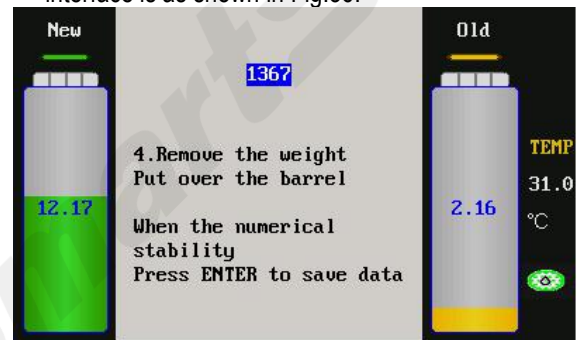 interface is as shown in Fig.
New
Old
1367
4.Remove the weight
Put over the barrel
When the numerical
stability
Press ENTER to save data
12.17
2.16
TEMP
31.0
°C